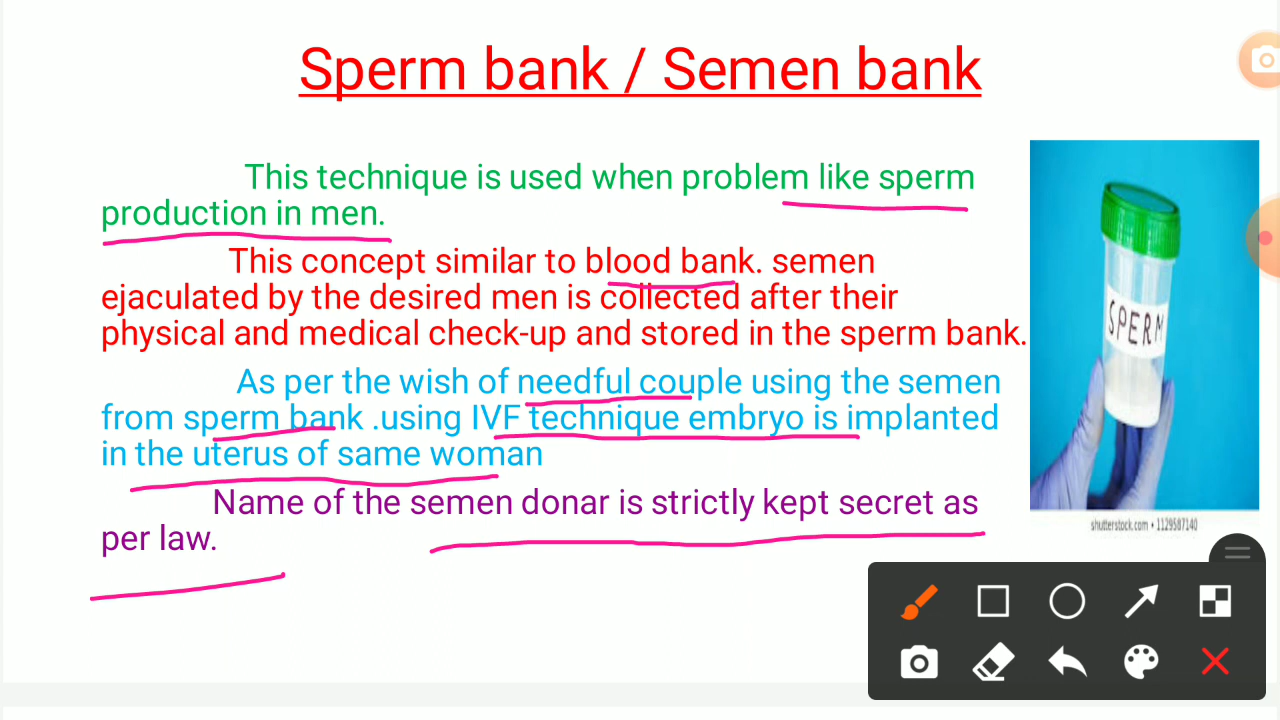 Sperm bank / Semen bank
This technique is used when problem like sperm
production in men.
This concept similar to blood bank. semen
ejaculated by the desired men is collected after their
physical and medical check-up and stored in the sperm bank.
As per the wish of needful couple using the semen
from sperm bank .using IVF technique embryo is implanted
in the uterus of same woman
Name of the semen donar is strictly kept secret as
per law.
SPERM
shutterstock.com • 1129587140